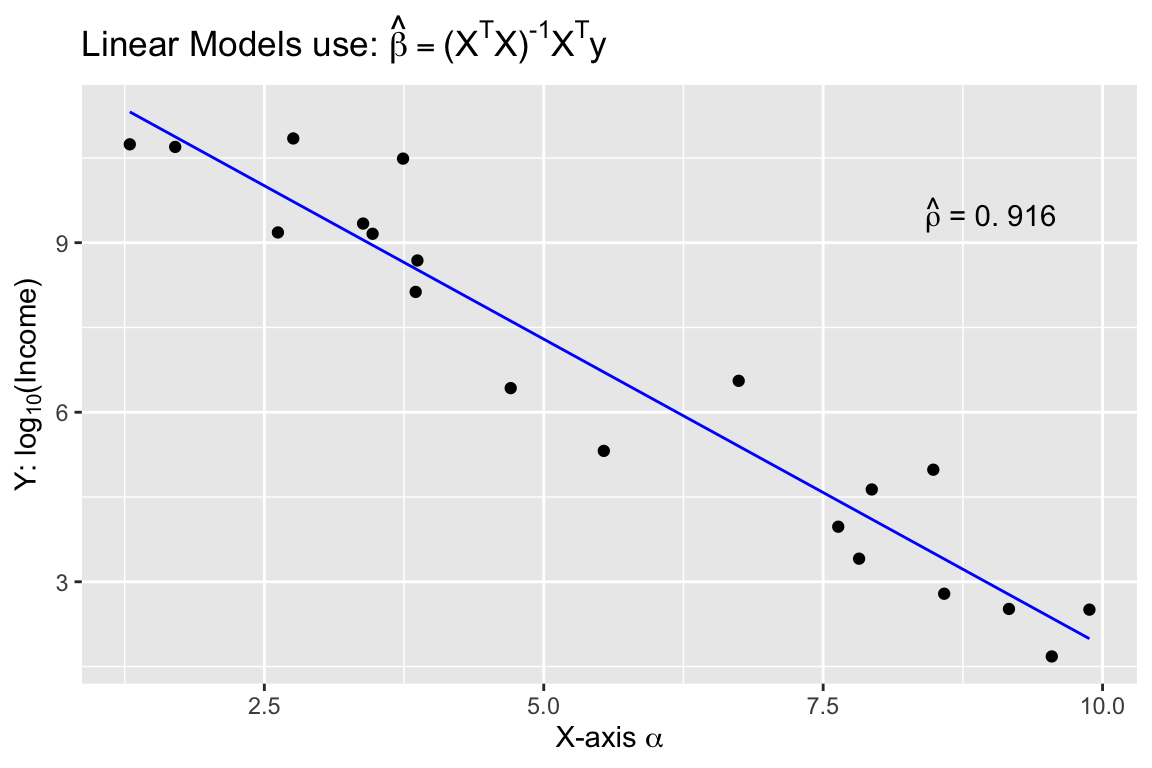 Linear Models use: β̂ = (XᵀX)⁻¹Xᵀy
ρ̂ = 0. 916
9
6
3
Y: log₁₀(Income)
2.5 5.0 7.5 10.0
X-axis α